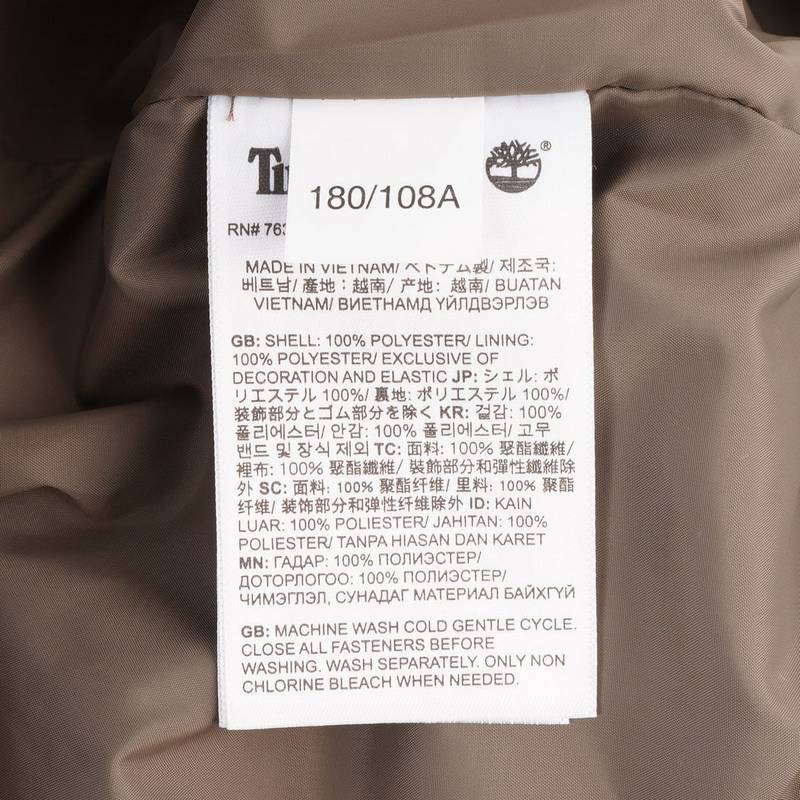 ®
180/108A
RN# 763
MADE IN VIETNAM/ ベトナム製/ 제조국:
베트남/ 產地：越南/ 产地：越南/ BUATAN
VIETNAM/ ВИЕТНАМД ҮЙЛДВЭРЛЭВ
GB: SHELL: 100% POLYESTER/ LINING:
100% POLYESTER/ EXCLUSIVE OF
DECORATION AND ELASTIC JP: シェル: ポ
リエステル 100%/ 裏地: ポリエステル 100%/
装飾部分とゴム部分を除く KR: 겉감: 100%
폴리에스터/ 안감: 100% 폴리에스터/ 고무
밴드 및 장식 제외 TC: 面料: 100% 聚酯纖維/
裡布: 100% 聚酯纖維/ 裝飾部分和彈性纖維除
外 SC: 面料: 100% 聚酯纤维/ 里料: 100% 聚酯
纤维/ 装饰部分和弹性纤维除外 ID: KAIN
LUAR: 100% POLIESTER/ JAHITAN: 100%
POLIESTER/ TANPA HIASAN DAN KARET
MN: ГАДАР: 100% ПОЛИЭСТЕР/
ДОТОРЛОГОО: 100% ПОЛИЭСТЕР/
ЧИМЭГЛЭЛ, СУНАДАГ МАТЕРИАЛ БАЙХГҮЙ
GB: MACHINE WASH COLD GENTLE CYCLE.
CLOSE ALL FASTENERS BEFORE
WASHING. WASH SEPARATELY. ONLY NON
CHLORINE BLEACH WHEN NEEDED.